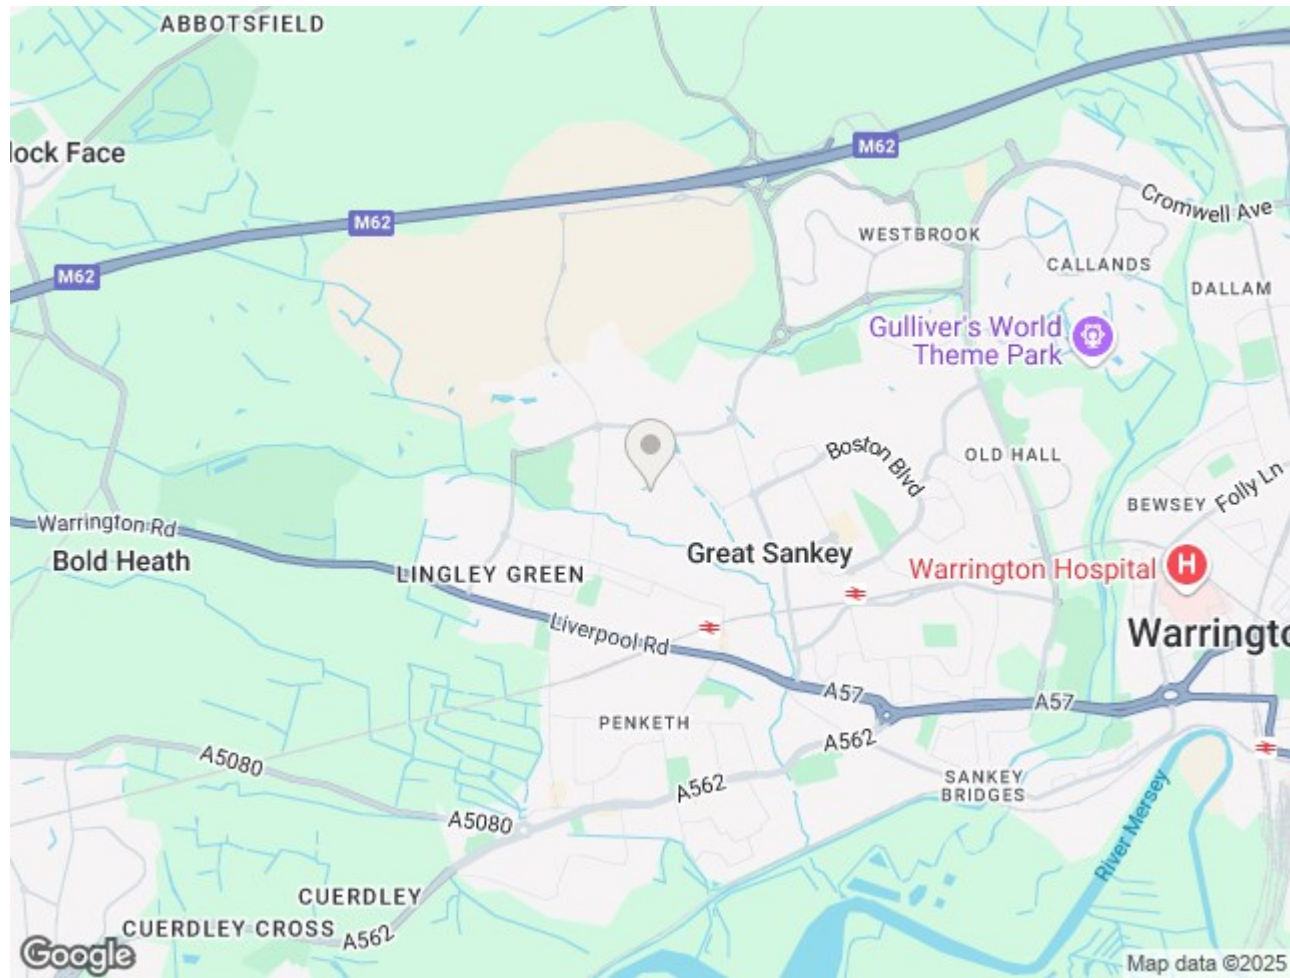 ABBOTSFIELD
lock Face
M62
M62
M62
Cromwell Ave
WESTBROOK
CALLANDS
DALLAM
Gulliver's World
Theme Park
Boston Blvd
OLD HALL
BEWSEY
Folly Ln
Warrington Rd
Bold Heath
Great Sankey
LINGLEY GREEN
Warrington Hospital
H
Warringto
Liverpool Rd
A57
A57
PENKETH
A562
A5080
A562
SANKEY
BRIDGES
River Mersey
A5080
CUERDLEY
CUERDLEY CROSS
A562
Google
Map data ©2025